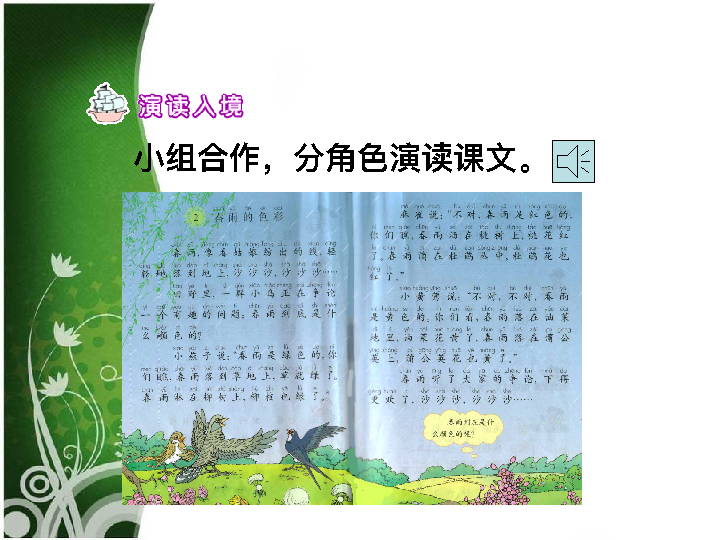 演读入境
小组合作，分角色演读课文。
2 春雨的色彩
春雨，像春姑娘纺出的线，轻
轻地落到地上，沙沙沙，沙沙沙……
田野里，一群小鸟正在争论
一个有趣的问题：春雨到底是什
么颜色的？
小燕子说：“春雨是绿色的。你
们瞧，春雨落到草地上，草就绿了。
春雨淋在柳树上，柳枝也绿了。”
麻雀说：“不对，春雨是红色的。
你们瞧，春雨洒在桃树上，桃花红
了。春雨滴在杜鹃丛中，杜鹃花也
红了。”
小黄莺说：“不对，不对，春雨
是黄色的。你们看，春雨落在油菜
地里，油菜花黄了。春雨落在蒲公
英上，蒲公英花也黄了。”
春雨听了大家的争论，下得
更欢了，沙沙沙，沙沙沙……
春雨到底是什
么颜色的呢？